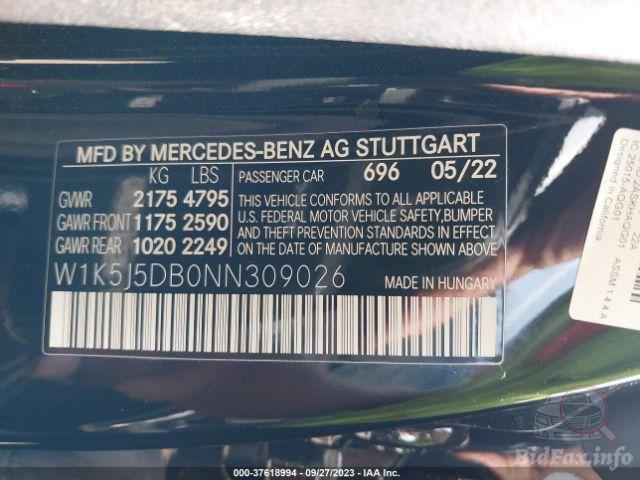 MFD BY MERCEDES-BENZ AG STUTTGART
KG LBS PASSENGER CAR 696 05/22
GVWR 2175 4795
GAWR FRONT 1175 2590
GAWR REAR 1020 2249
THIS VEHICLE CONFORMS TO ALL APPLICABLE
U.S. FEDERAL MOTOR VEHICLE SAFETY, BUMPER
AND THEFT PREVENTION STANDARDS IN EFFECT
ON THE DATE OF MANUFACTURE SHOWN ABOVE.
W1K5J5DB0NN309026 MADE IN HUNGARY
22A ASSM144A
Designed in California
BidFax.info
000-37618994 - 09/27/2023 - IAA Inc.